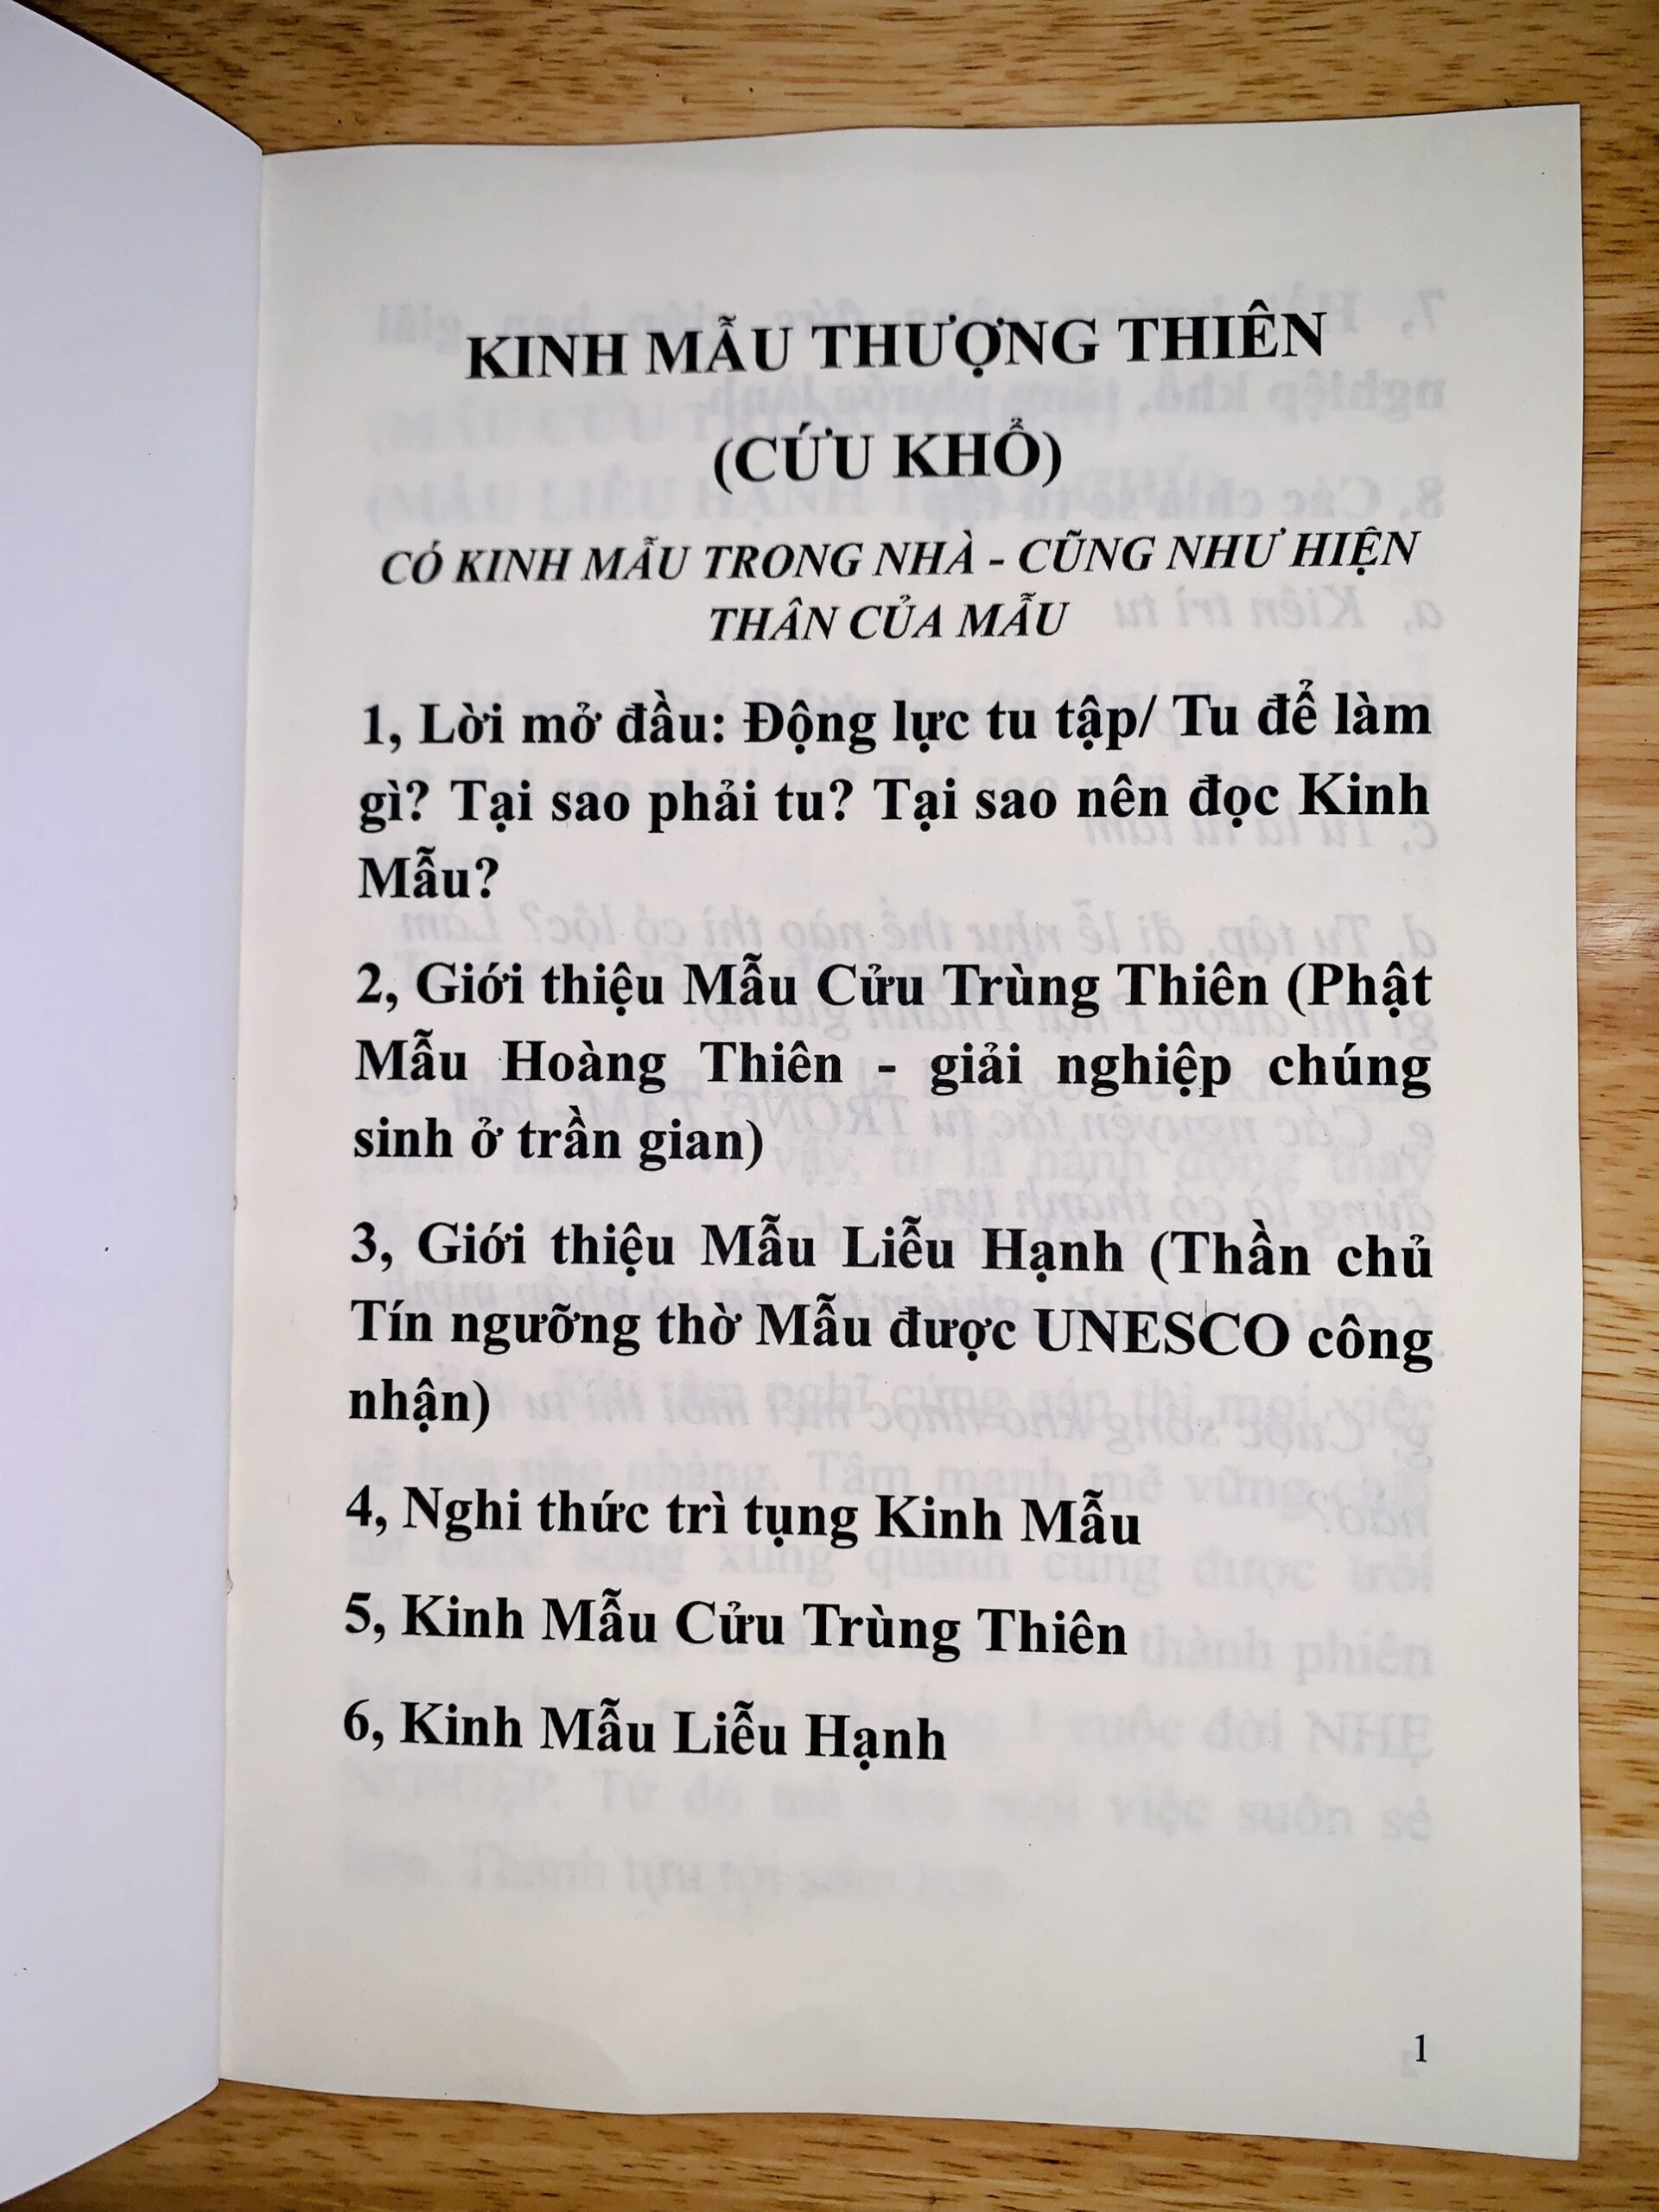 KINH MẪU THƯỢNG THIÊN
(CỨU KHỔ)
CÓ KINH MẪU TRONG NHÀ - CŨNG NHƯ HIỆN
THÂN CỦA MẪU
1, Lời mở đầu: Động lực tu tập/ Tu để làm
gì? Tại sao phải tu? Tại sao nên đọc Kinh
Mẫu?
2, Giới thiệu Mẫu Cửu Trùng Thiên (Phật
Mẫu Hoàng Thiên - giải nghiệp chúng
sinh ở trần gian)
3, Giới thiệu Mẫu Liễu Hạnh (Thần chủ
Tín ngưỡng thờ Mẫu được UNESCO công
nhận)
4, Nghi thức trì tụng Kinh Mẫu
5, Kinh Mẫu Cửu Trùng Thiên
6, Kinh Mẫu Liễu Hạnh
1